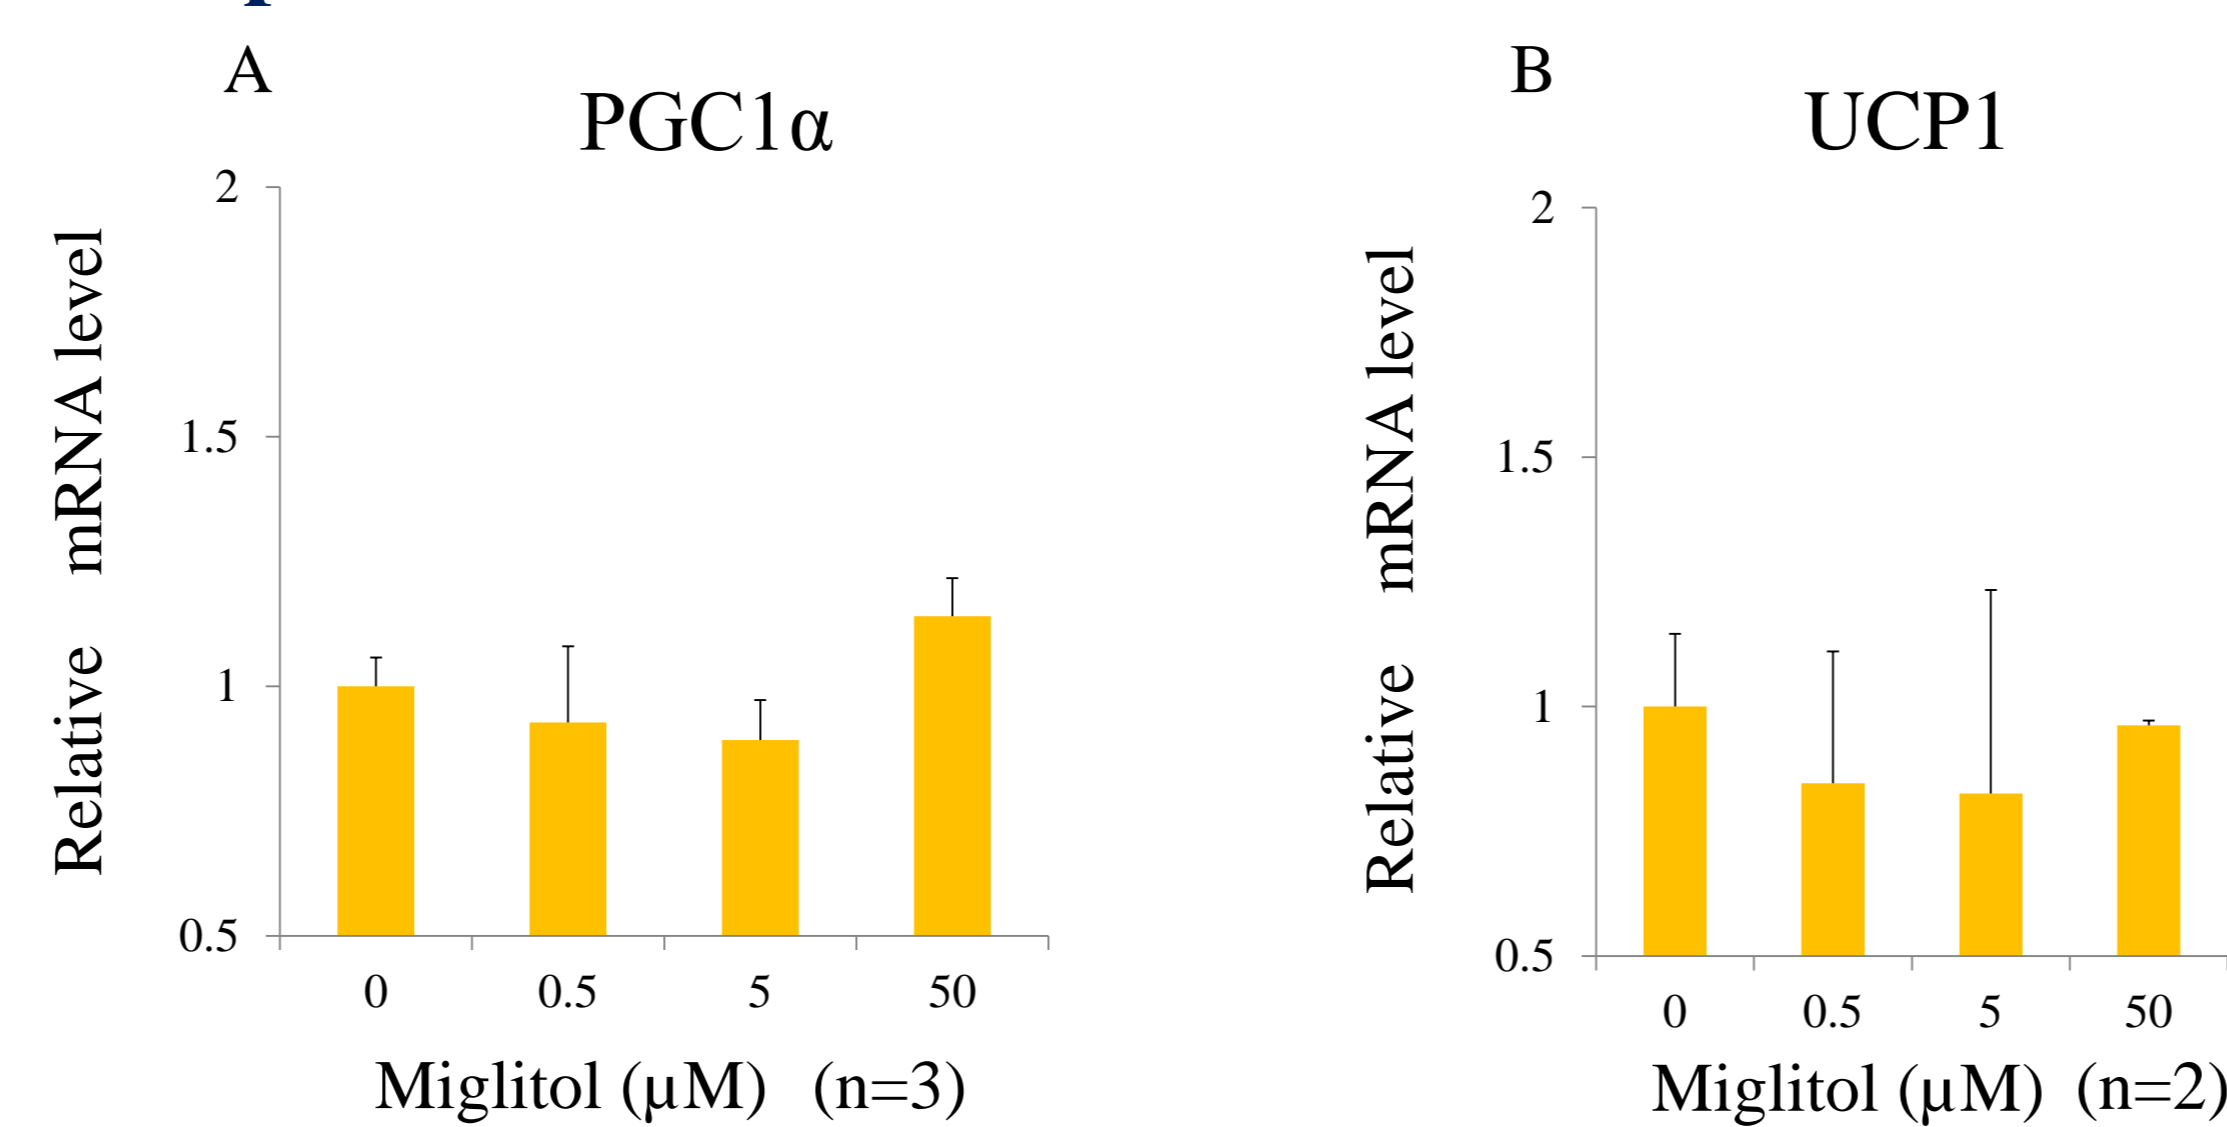 A
PGC1α
2
1.5
1
0.5
Relative mRNA level
0 0.5 5 50
Miglitol (μM) (n=3)
B
UCP1
2
1.5
1
0.5
Relative mRNA level
0 0.5 5 50
Miglitol (μM) (n=2)